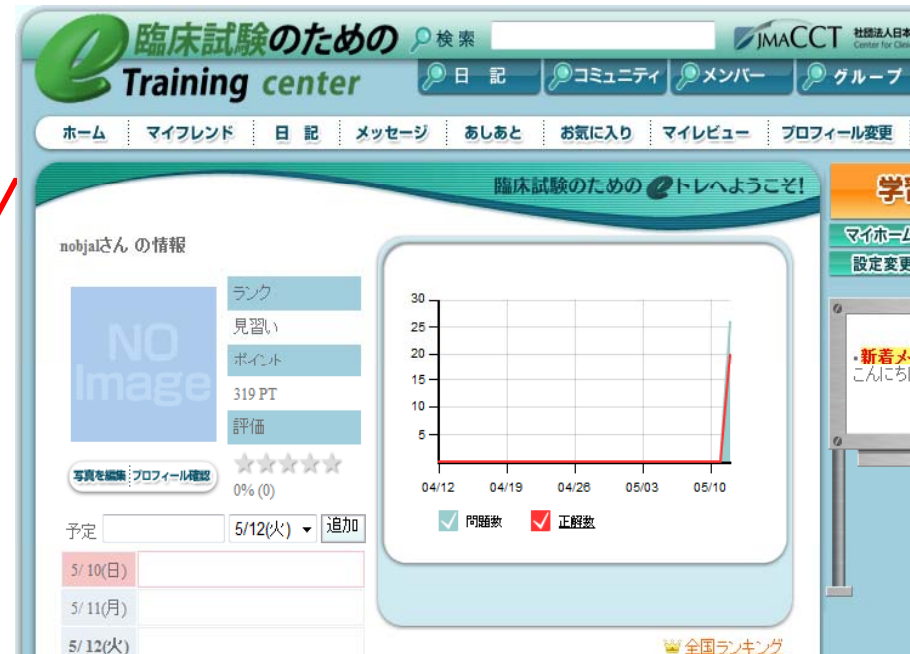 臨床試験のための
Training center
検索
JMACCT 社団法人日本
Center for Clin
日 記
コミュニティ
メンバー
グループ
ホーム マイフレンド 日 記 メッセージ あしあと お気に入り マイレビュー プロフィール変更
臨床試験のための eトレへようこそ!
学習
マイホーム
設定変更
nobjalさん の情報
NO
Image
ランク
見習い
ポイント
319 PT
評価
0% (0)
写真を編集 プロフィール確認
予定 5/12(火) 追加
5/ 10(日)
5/ 11(月)
5/ 12(火)
30
25
20
15
10
5
04/12 04/19 04/26 05/03 05/10
問題数 正解数
・新着メ
こんにち
全国ランキング